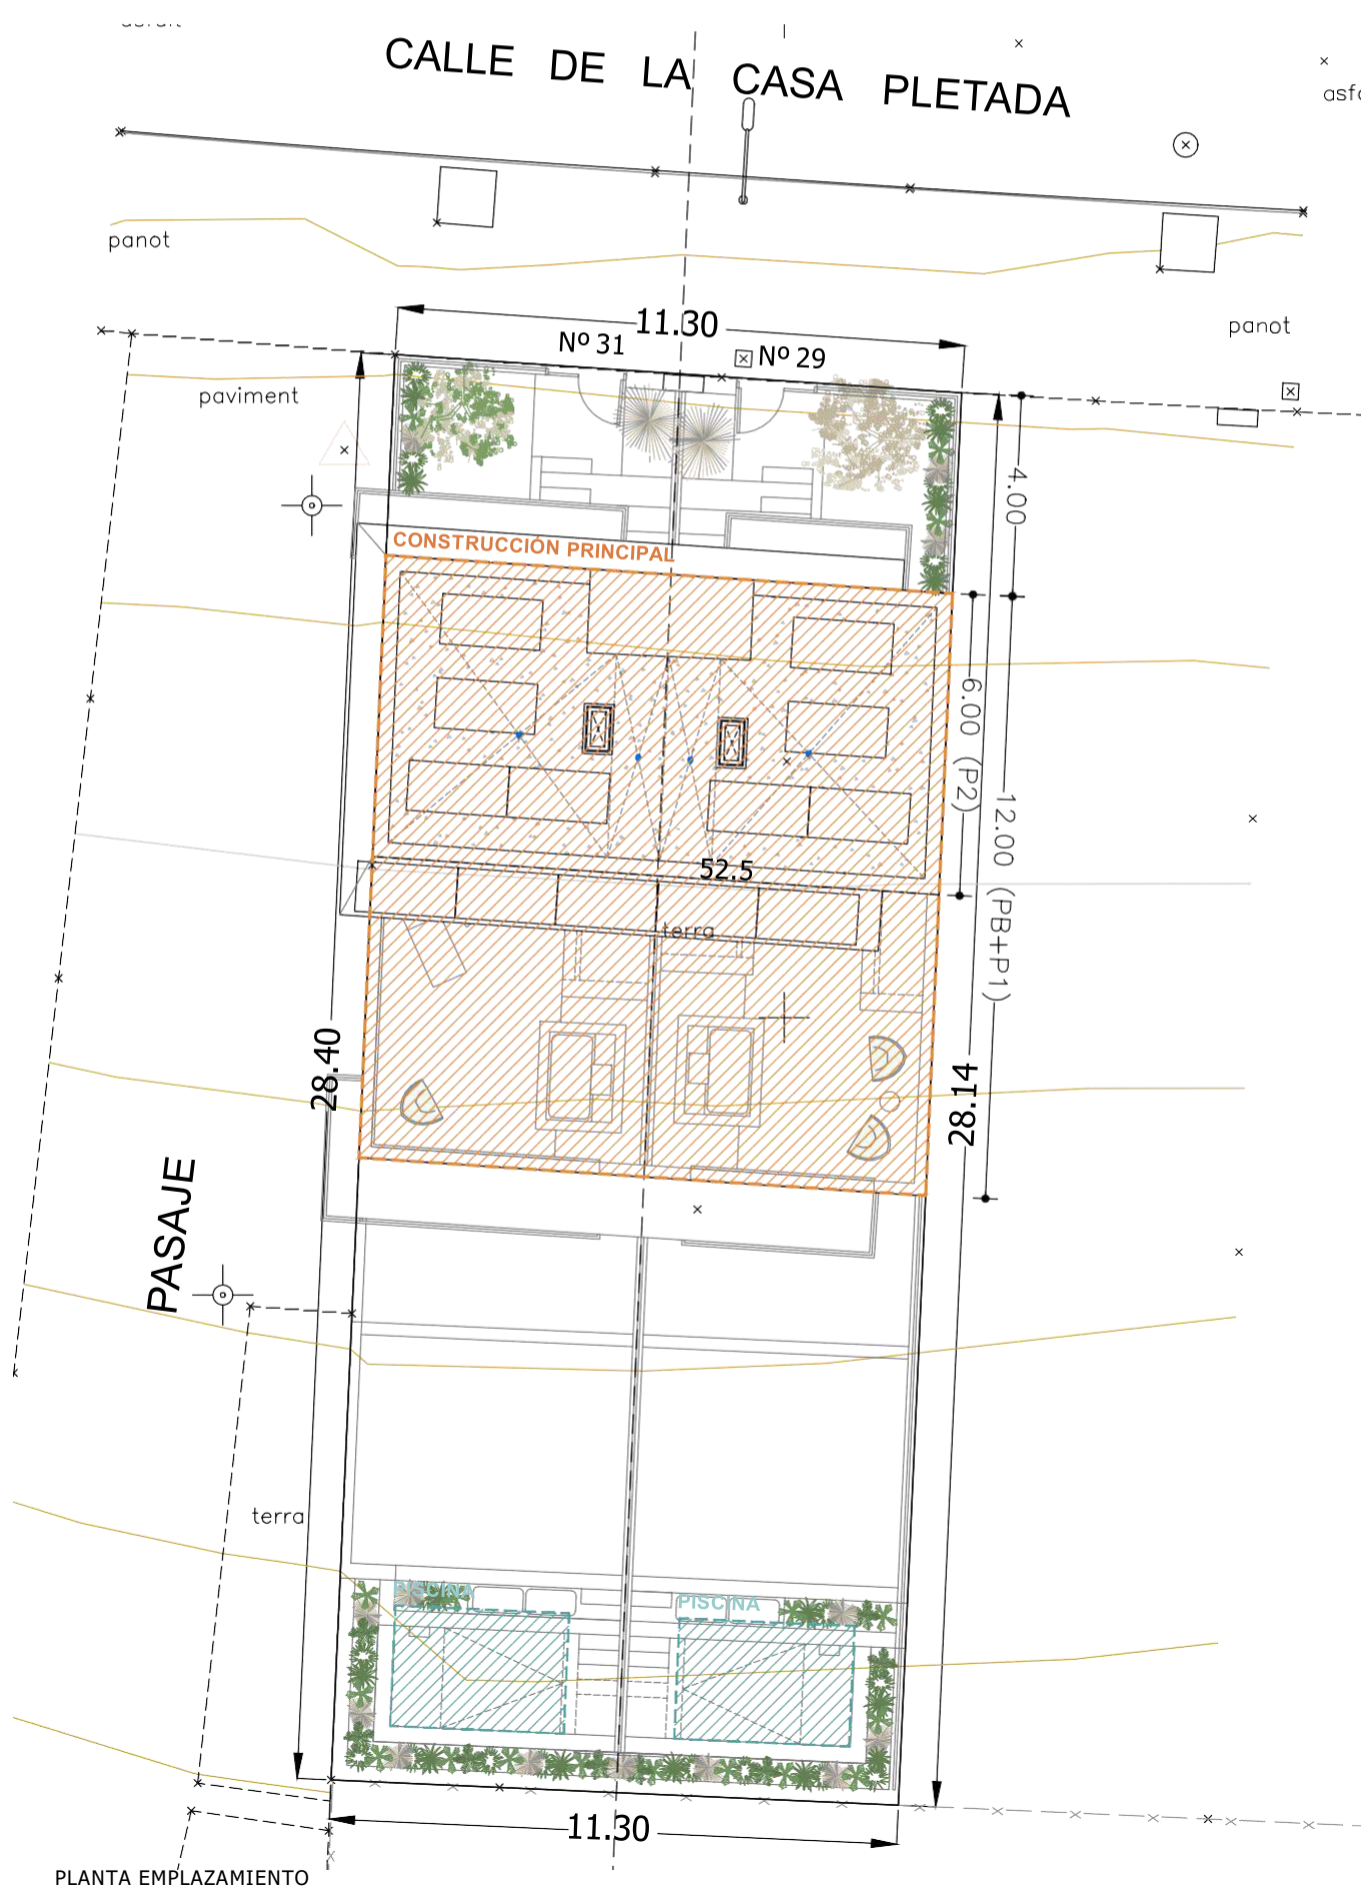 CALLE DE LA CASA PLETADA
panot
11.30
Nº 31
Nº 29
panot
paviment
4.00
CONSTRUCCIÓN PRINCIPAL
6.00 (P2)
12.00 (PB+P1)
52.5
terra
28.40
28.14
PASAJE
terra
PISCINA
PISCINA
11.30
PLANTA EMPLAZAMIENTO